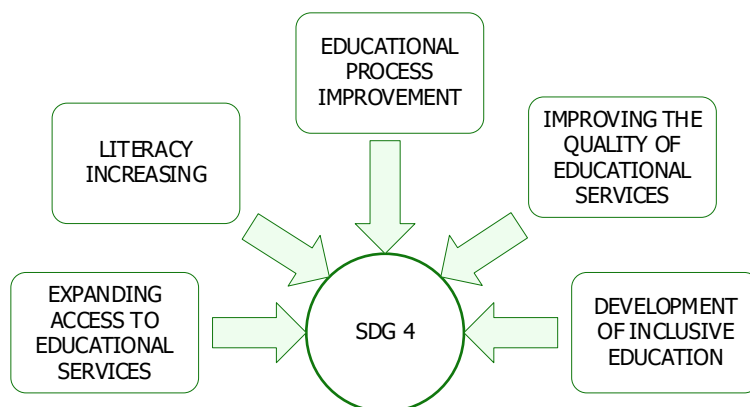 EDUCATIONAL
PROCESS
IMPROVEMENT
LITERACY
INCREASING
IMPROVING THE
QUALITY OF
EDUCATIONAL
SERVICES
EXPANDING
ACCESS TO
EDUCATIONAL
SERVICES
SDG 4
DEVELOPMENT
OF INCLUSIVE
EDUCATION